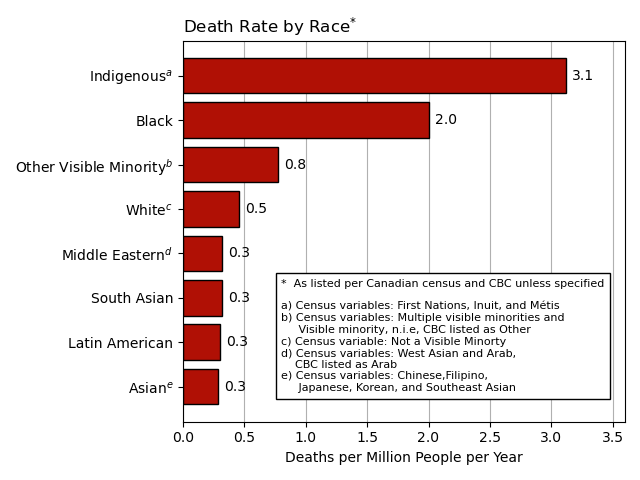 Death Rate by Race*
Indigenousᵃ
3.1
Black
2.0
Other Visible Minorityᵇ
0.8
Whiteᶜ
0.5
Middle Easternᵈ
0.3
South Asian
0.3
Latin American
0.3
Asianᵉ
0.3
* As listed per Canadian census and CBC unless specified
a) Census variables: First Nations, Inuit, and Métis
b) Census variables: Multiple visible minorities and
Visible minority, n.i.e, CBC listed as Other
c) Census variable: Not a Visible Minorty
d) Census variables: West Asian and Arab,
CBC listed as Arab
e) Census variables: Chinese,Filipino,
Japanese, Korean, and Southeast Asian
0.0 0.5 1.0 1.5 2.0 2.5 3.0 3.5
Deaths per Million People per Year